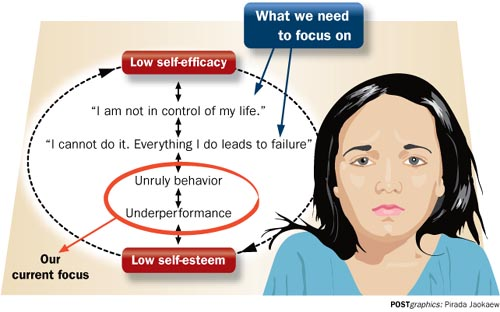 What we need
to focus on
Low self-efficacy
“I am not in control of my life.”
“I cannot do it. Everything I do leads to failure”
Unruly behavior
Underperformance
Our
current focus
Low self-esteem
POSTgraphics: Pirada Jaokaew